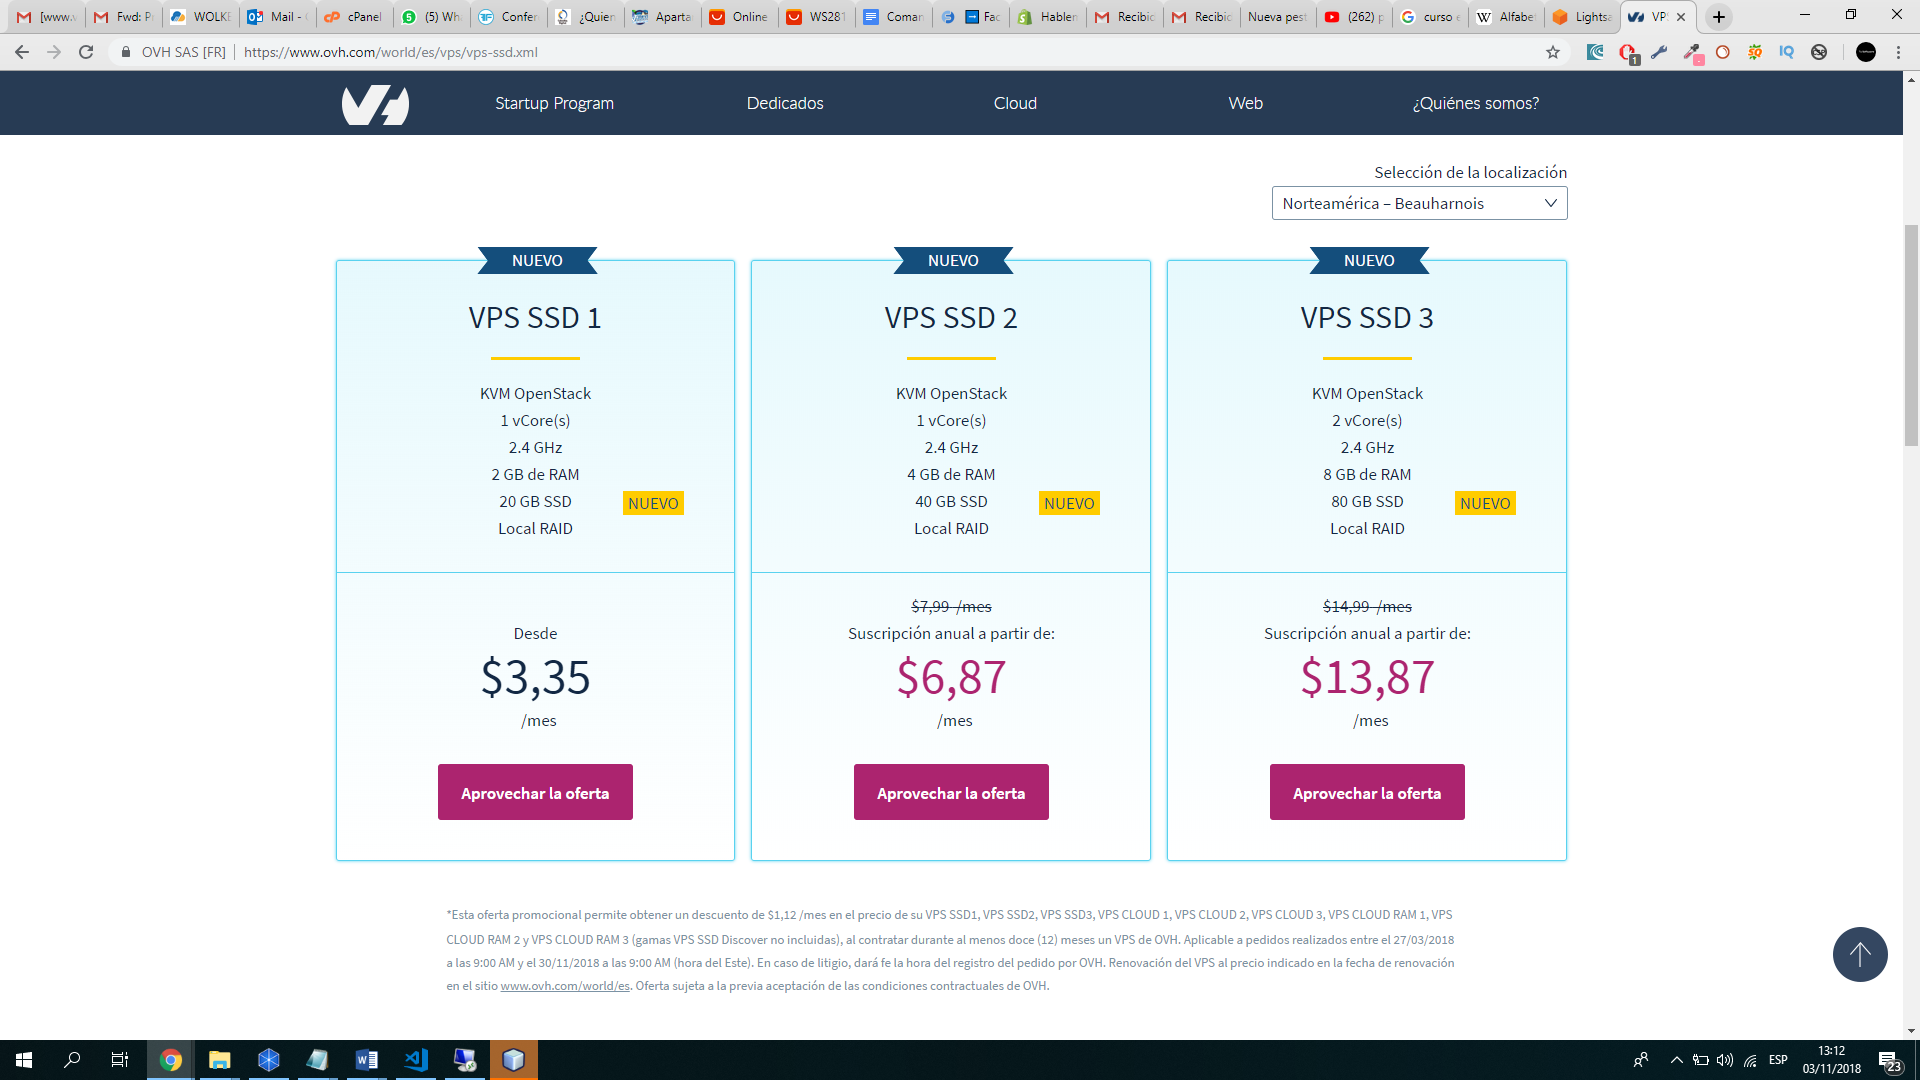 [www.v
Fwd: P
WOLKE
Mail -
cPanel
(5) Wh
Confer
¿Quier
Aparta
Online
WS281
Coman
Fac
Hablen
Recibid
Recibid
Nueva pest
(262) p
curso e
Alfabe
Lightsa
VP
OVH SAS [FR]
https://www.ovh.com/world/es/vps/vps-ssd.xml
1
IQ
Startup Program
Dedicados
Cloud
Web
¿Quiénes somos?
Selección de la localización
Norteamérica – Beauharnois
NUEVO
VPS SSD 1
KVM OpenStack
1 vCore(s)
2.4 GHz
2 GB de RAM
20 GB SSD NUEVO
Local RAID
Desde
$3,35
/mes
Aprovechar la oferta
NUEVO
VPS SSD 2
KVM OpenStack
1 vCore(s)
2.4 GHz
4 GB de RAM
40 GB SSD NUEVO
Local RAID
$7,99 /mes
Suscripción anual a partir de:
$6,87
/mes
Aprovechar la oferta
NUEVO
VPS SSD 3
KVM OpenStack
2 vCore(s)
2.4 GHz
8 GB de RAM
80 GB SSD NUEVO
Local RAID
$14,99 /mes
Suscripción anual a partir de:
$13,87
/mes
Aprovechar la oferta
*Esta oferta promocional permite obtener un descuento de $1,12 /mes en el precio de su VPS SSD1, VPS SSD2, VPS SSD3, VPS CLOUD 1, VPS CLOUD 2, VPS CLOUD 3, VPS CLOUD RAM 1, VPS
CLOUD RAM 2 y VPS CLOUD RAM 3 (gamas VPS SSD Discover no incluidas), al contratar durante al menos doce (12) meses un VPS de OVH. Aplicable a pedidos realizados entre el 27/03/2018
a las 9:00 AM y el 30/11/2018 a las 9:00 AM (hora del Este). En caso de litigio, dará fe la hora del registro del pedido por OVH. Renovación del VPS al precio indicado en la fecha de renovación
en el sitio www.ovh.com/world/es. Oferta sujeta a la previa aceptación de las condiciones contractuales de OVH.
ESP
13:12
03/11/2018
23